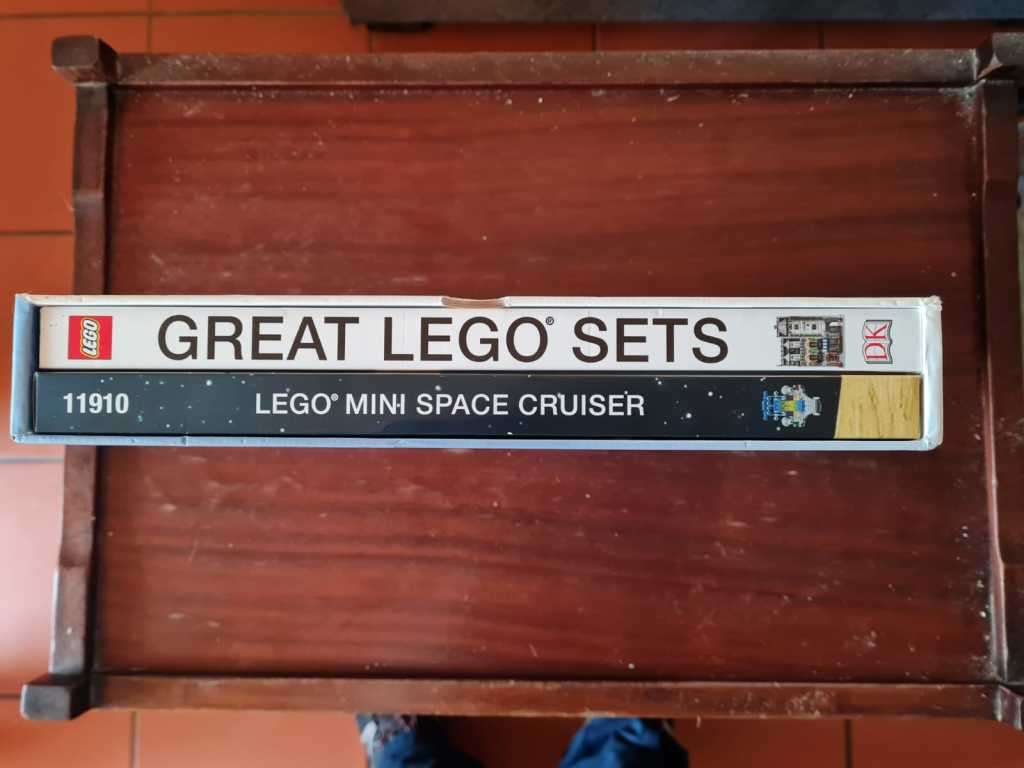 LEGO
GREAT LEGO® SETS
DK
11910
LEGO® MINI SPACE CRUISER